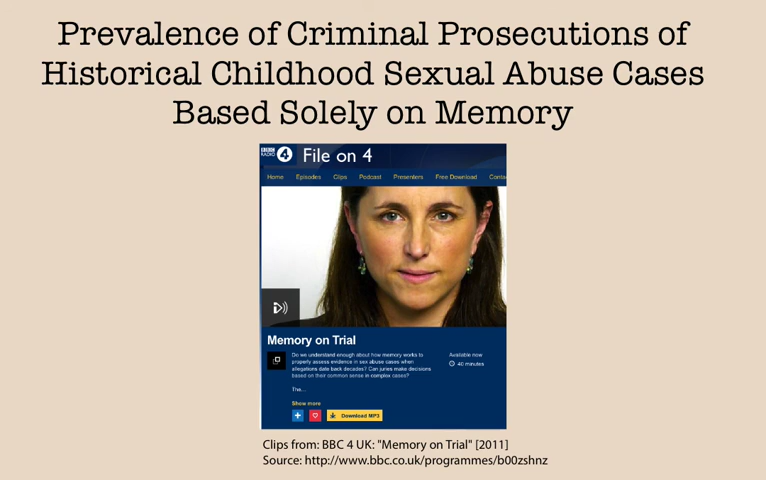 Prevalence of Criminal Prosecutions of
Historical Childhood Sexual Abuse Cases
Based Solely on Memory
BBC
RADIO 4 File on 4
Home Episodes Clips Podcast Presenters Free Download Conta
Memory on Trial
Do we understand enough about how memory works to
properly assess evidence in sex abuse cases when
allegations date back decades? Can juries make decisions
based on their common sense in complex cases?
The...
Available now
40 minutes
Show more
Download MP3
Clips from: BBC 4 UK: "Memory on Trial" [2011]
Source: http://www.bbc.co.uk/programmes/b00zshnz